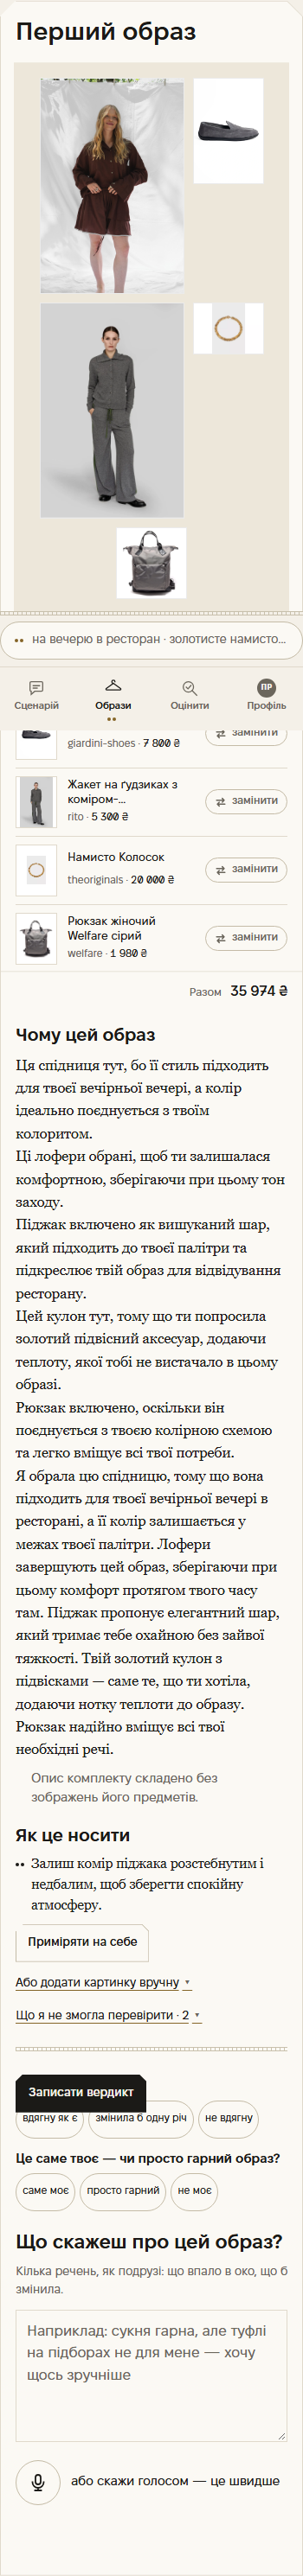 Перший образ
на вечерю в ресторан · золотисте намисто...
Сценарій
Образи
Оцінити
ПР
Профіль
giardini-shoes · 7 800 ₴
замінити
Жакет на ґудзиках з
коміром-...
rito · 5 300 ₴
замінити
Намисто Колосок
theoriginals · 20 000 ₴
замінити
Рюкзак жіночий
Welfare сірий
welfare · 1 980 ₴
замінити
Разом 35 974 ₴
Чому цей образ
Ця спідниця тут, бо її стиль підходить
для твоєї вечірньої вечері, а колір
ідеально поєднується з твоїм
колоритом.
Ці лофери обрані, щоб ти залишалася
комфортною, зберігаючи при цьому тон
заходу.
Піджак включено як вишуканий шар,
який підходить до твоєї палітри та
підкреслює твій образ для відвідування
ресторану.
Цей кулон тут, тому що ти попросила
золотий підвісний аксесуар, додаючи
теплоту, якої тобі не вистачало в цьому
образі.
Рюкзак включено, оскільки він
поєднується з твоєю колірною схемою
та легко вміщує всі твої потреби.
Я обрала цю спідницю, тому що вона
підходить для твоєї вечірньої вечері в
ресторані, а її колір залишається у
межах твоєї палітри. Лофери
завершують цей образ, зберігаючи при
цьому комфорт протягом твого часу
там. Піджак пропонує елегантний шар,
який тримає тебе охайною без зайвої
тяжкості. Твій золотий кулон з
підвісками — саме те, що ти хотіла,
додаючи нотку теплоти до образу.
Рюкзак надійно вміщує всі твої
необхідні речі.
Опис комплекту складено без
зображень його предметів.
Як це носити
Залиш комір піджака розстебнутим і
недбалим, щоб зберегти спокійну
атмосферу.
Приміряти на себе
Або додати картинку вручну
Що я не змогла перевірити · 2
Записати вердикт
вдягну як є
змінила б одну річ
не вдягну
Це саме твоє — чи просто гарний образ?
саме моє
просто гарний
не моє
Що скажеш про цей образ?
Кілька речень, як подрузі: що впало в око, що б
змінила.
Наприклад: сукня гарна, але туфлі
на підборах не для мене — хочу
щось зручніше
або скажи голосом — це швидше